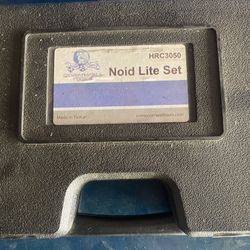 HRC3050
Noid Lite Set
Made in Taiwan